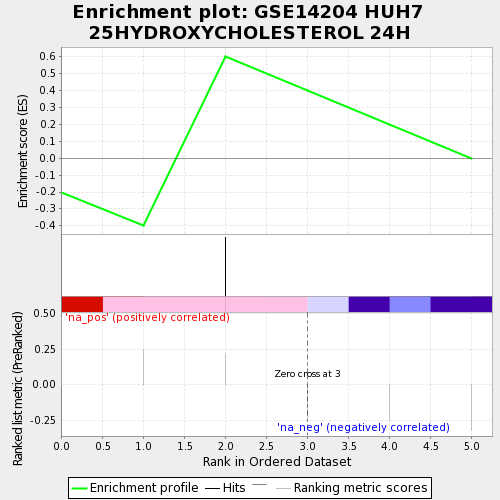 Enrichment plot: GSE14204 HUH7
25HYDROXYCHOLESTEROL 24H
Enrichment score (ES)
0.6
0.5
0.4
0.3
0.2
0.1
0.0
-0.1
-0.2
-0.3
-0.4
Ranked list metric (PreRanked)
0.50
0.25
0.00
-0.25
'na_pos' (positively correlated)
Zero cross at 3
'na_neg' (negatively correlated)
0.0 0.5 1.0 1.5 2.0 2.5 3.0 3.5 4.0 4.5 5.0
Rank in Ordered Dataset
Enrichment profile Hits Ranking metric scores